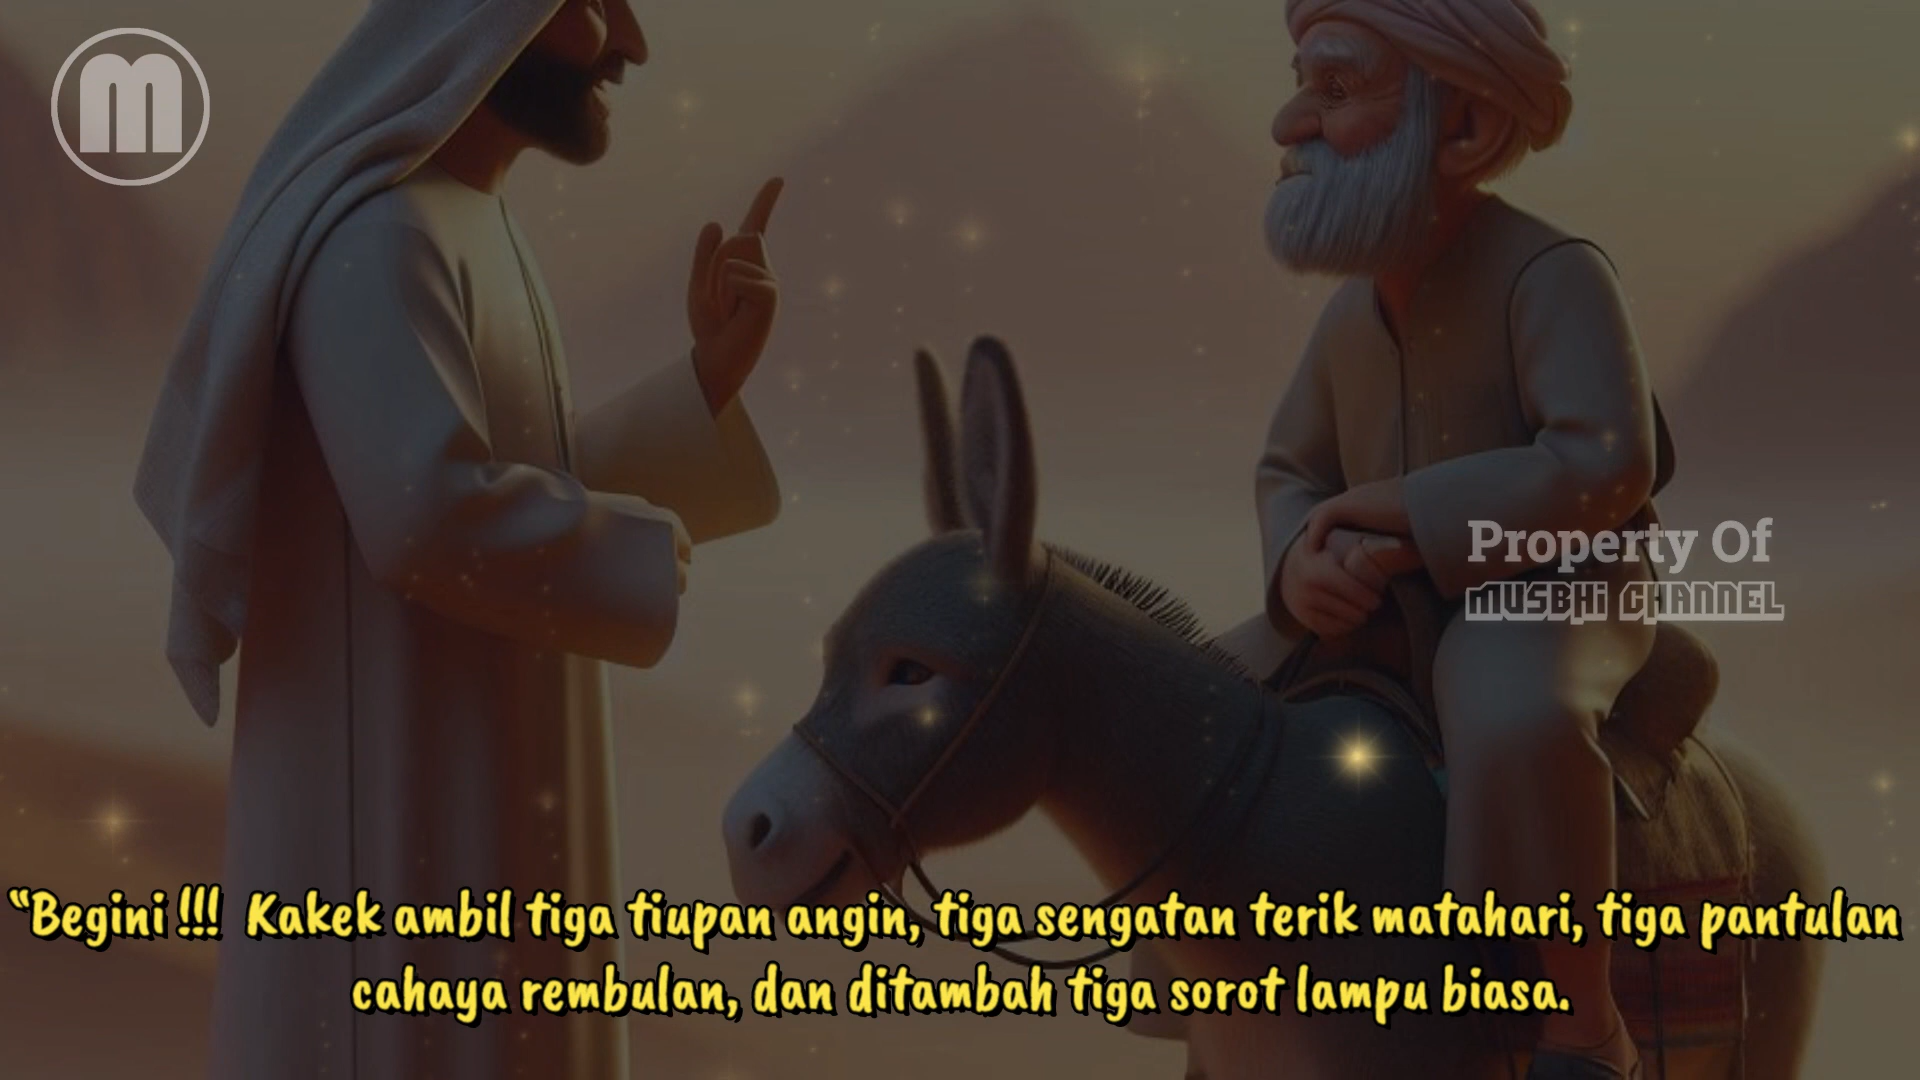 M
Property Of
MUSBHI CHANNEL
“Begini !!! Kakek ambil tiga tiupan angin, tiga sengatan terik matahari, tiga pantulan
cahaya rembulan, dan ditambah tiga sorot lampu biasa.